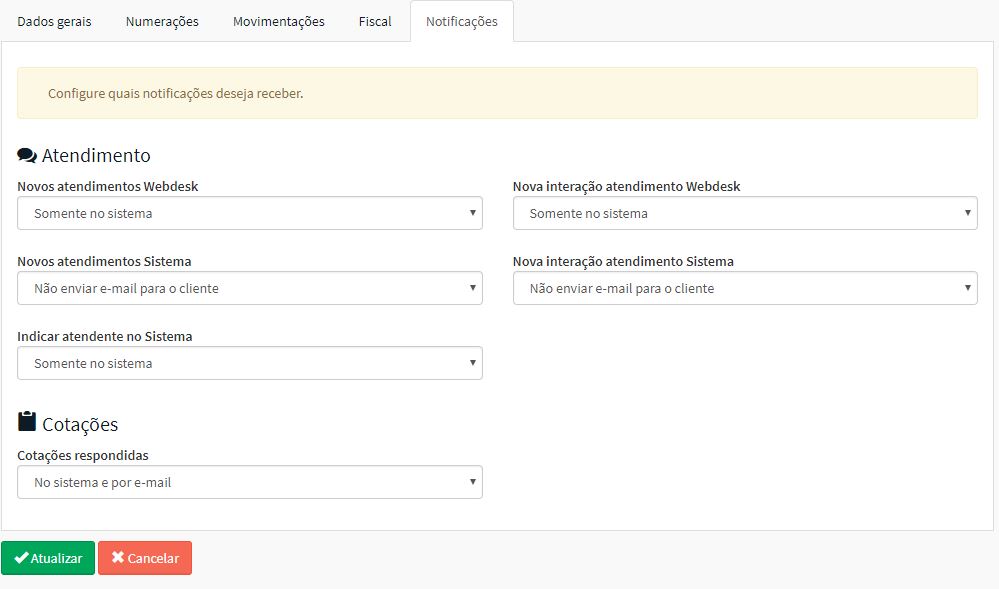 Dados gerais Numerações Movimentações Fiscal Notificações
Configure quais notificações deseja receber.
Atendimento
Novos atendimentos Webdesk Nova interação atendimento Webdesk
Somente no sistema Somente no sistema
Novos atendimentos Sistema Nova interação atendimento Sistema
Não enviar e-mail para o cliente Não enviar e-mail para o cliente
Indicar atendente no Sistema
Somente no sistema
Cotações
Cotações respondidas
No sistema e por e-mail
Atualizar Cancelar